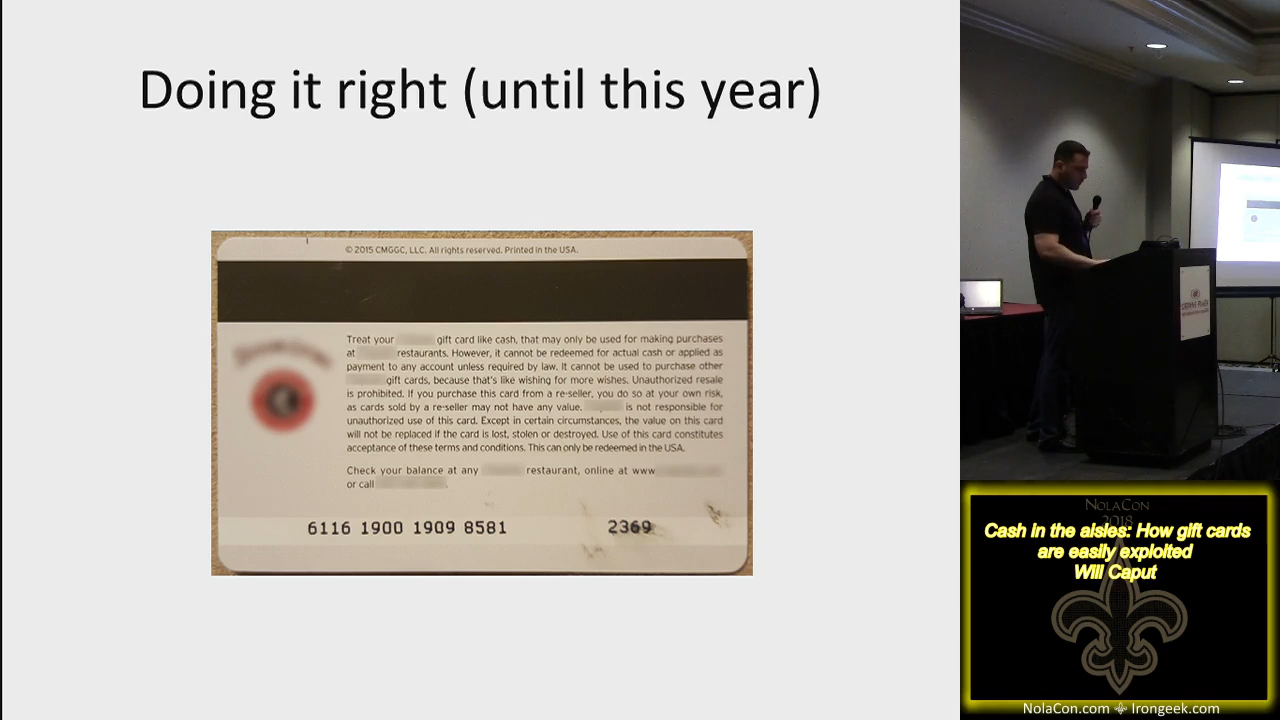 Doing it right (until this year)
© 2015 CMGGC, LLC. All rights reserved. Printed in the USA.
Treat your gift card like cash, that may only be used for making purchases
at restaurants. However, it cannot be redeemed for actual cash or applied as
payment to any account unless required by law. It cannot be used to purchase other
gift cards, because that's like wishing for more wishes. Unauthorized resale
is prohibited. If you purchase this card from a re-seller, you do so at your own risk,
as cards sold by a re-seller may not have any value. is not responsible for
unauthorized use of this card. Except in certain circumstances, the value on this card
will not be replaced if the card is lost, stolen or destroyed. Use of this card constitutes
acceptance of these terms and conditions. This can only be redeemed in the USA.
Check your balance at any restaurant, online at www
or call
6116 1900 1909 8581 2369
NOLACON
2018
Cash in the aisles: How gift cards
are easily exploited
Will Caput
NolaCon.com Irongeek.com